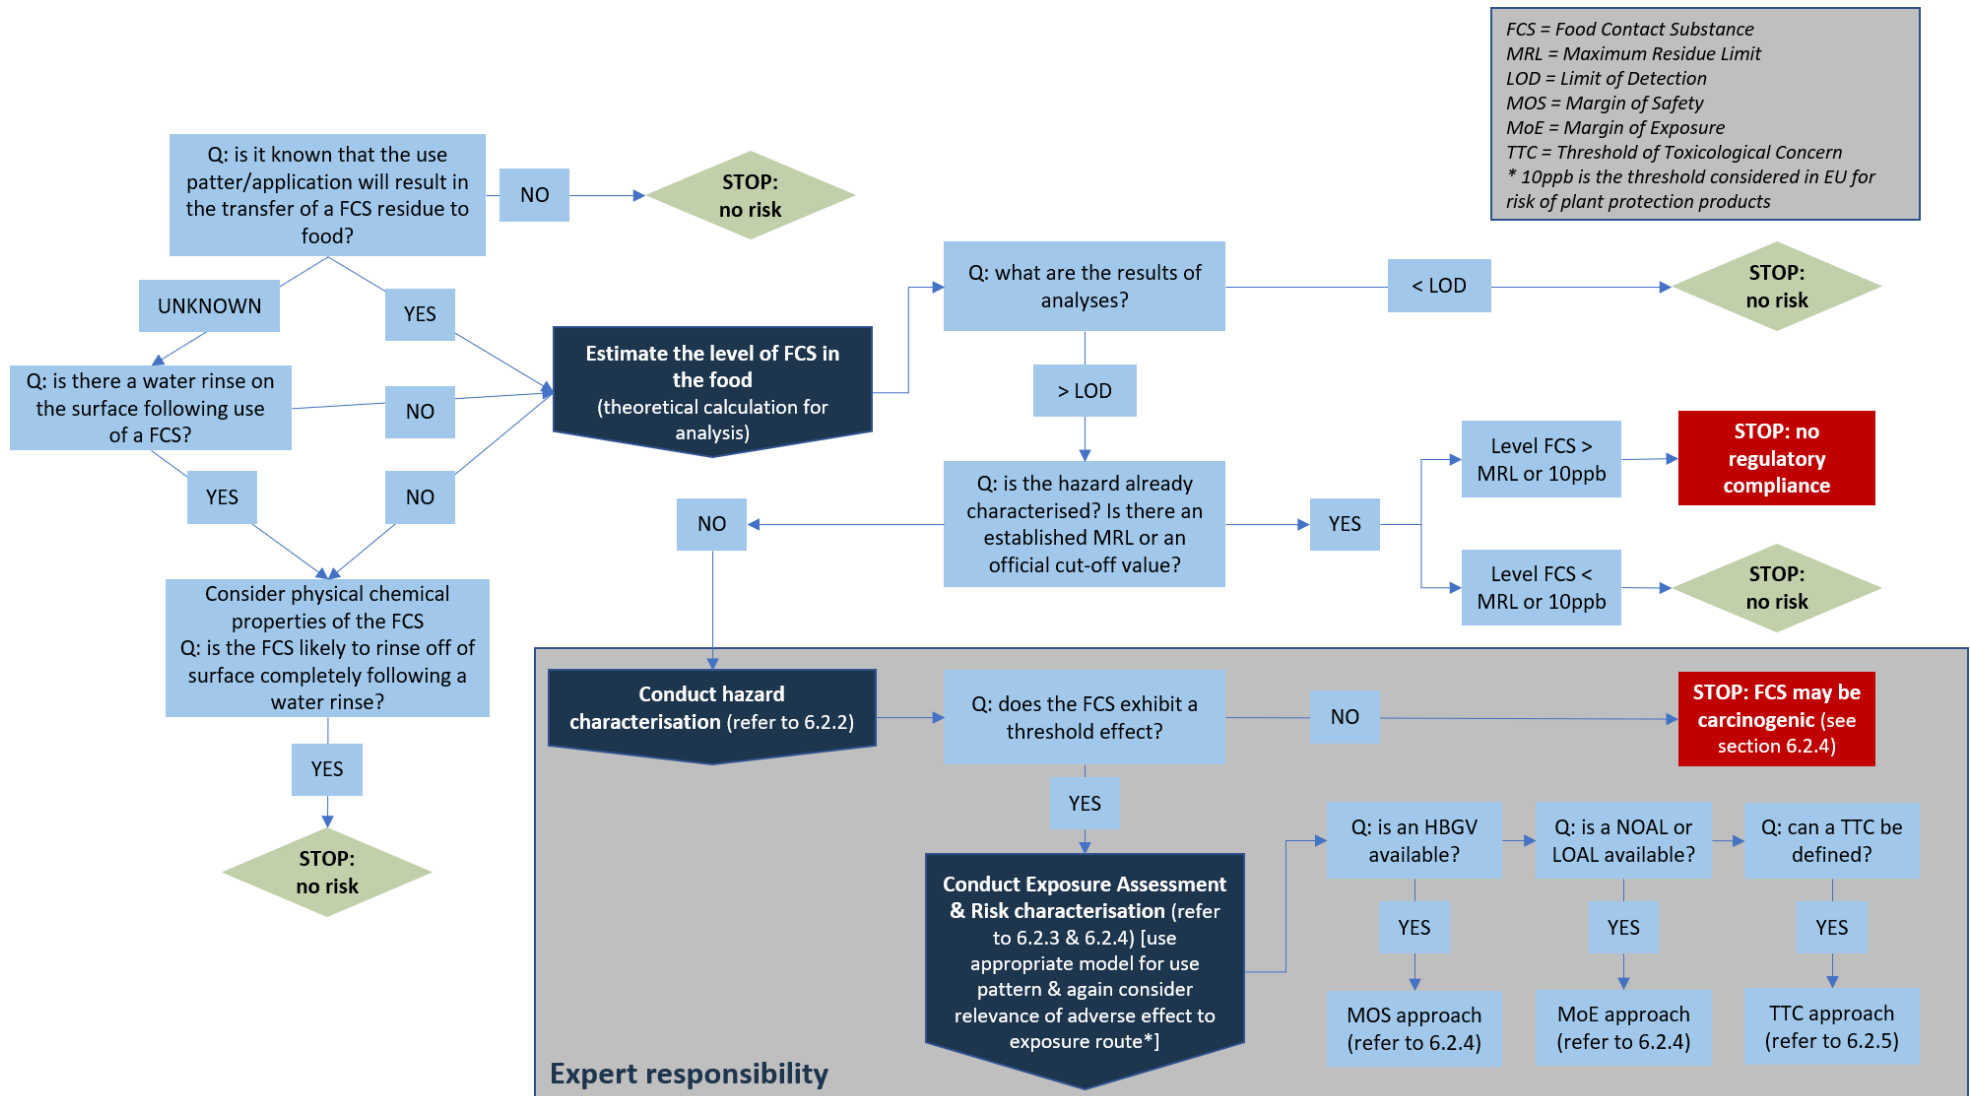 FCS = Food Contact Substance
MRL = Maximum Residue Limit
LOD = Limit of Detection
MOS = Margin of Safety
MoE = Margin of Exposure
TTC = Threshold of Toxicological Concern
* 10ppb is the threshold considered in EU for
risk of plant protection products
Q: is it known that the use
patter/application will result in
the transfer of a FCS residue to
food?
NO
STOP:
no risk
UNKNOWN
YES
Q: is there a water rinse on
the surface following use
of a FCS?
NO
YES
NO
Consider physical chemical
properties of the FCS
Q: is the FCS likely to rinse off of
surface completely following a
water rinse?
YES
STOP:
no risk
Estimate the level of FCS in
the food
(theoretical calculation for
analysis)
Q: what are the results of
analyses?
< LOD
STOP:
no risk
> LOD
Q: is the hazard already
characterised? Is there an
established MRL or an
official cut-off value?
NO
YES
Level FCS >
MRL or 10ppb
STOP: no
regulatory
compliance
Level FCS <
MRL or 10ppb
STOP:
no risk
Conduct hazard
characterisation (refer to 6.2.2)
Q: does the FCS exhibit a
threshold effect?
NO
STOP: FCS may be
carcinogenic (see
section 6.2.4)
YES
Conduct Exposure Assessment
& Risk characterisation (refer
to 6.2.3 & 6.2.4) [use
appropriate model for use
pattern & again consider
relevance of adverse effect to
exposure route*]
Q: is an HBGV
available?
YES
MOS approach
(refer to 6.2.4)
Q: is a NOAL or
LOAL available?
YES
MoE approach
(refer to 6.2.4)
Q: can a TTC be
defined?
YES
TTC approach
(refer to 6.2.5)
Expert responsibility